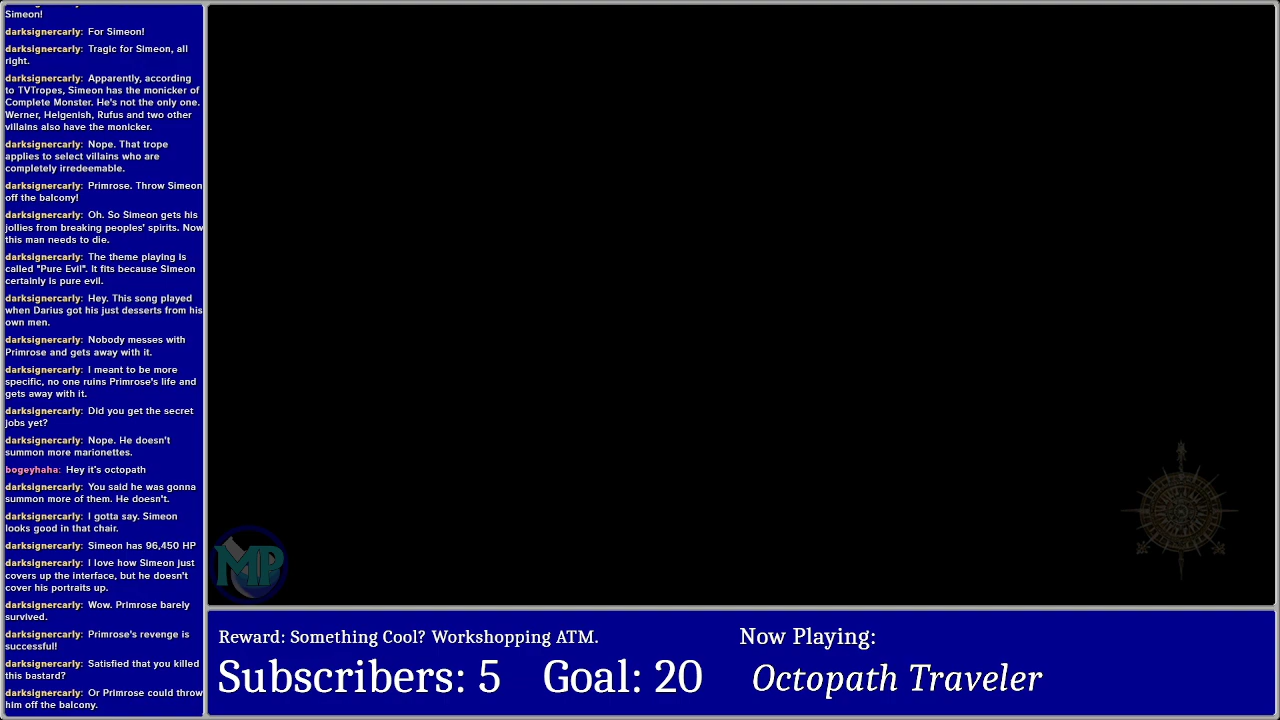 Simeon!
darksignercarly: For Simeon!
darksignercarly: Tragic for Simeon, all
right.
darksignercarly: Apparently, according
to TVTropes, Simeon has the monicker of
Complete Monster. He's not the only one.
Werner, Helgenish, Rufus and two other
villains also have the monicker.
darksignercarly: Nope. That trope
applies to select villains who are
completely irredeemable.
darksignercarly: Primrose. Throw Simeon
off the balcony!
darksignercarly: Oh. So Simeon gets his
jollies from breaking peoples' spirits. Now
this man needs to die.
darksignercarly: The theme playing is
called "Pure Evil". It fits because Simeon
certainly is pure evil.
darksignercarly: Hey. This song played
when Darius got his just desserts from his
own men.
darksignercarly: Nobody messes with
Primrose and gets away with it.
darksignercarly: I meant to be more
specific, no one ruins Primrose's life and
gets away with it.
darksignercarly: Did you get the secret
jobs yet?
darksignercarly: Nope. He doesn't
summon more marionettes.
bogeyhaha: Hey it's octopath
darksignercarly: You said he was gonna
summon more of them. He doesn't.
darksignercarly: I gotta say. Simeon
looks good in that chair.
darksignercarly: Simeon has 96,450 HP
darksignercarly: I love how Simeon just
covers up the interface, but he doesn't
cover his portraits up.
darksignercarly: Wow. Primrose barely
survived.
darksignercarly: Primrose's revenge is
successful!
darksignercarly: Satisfied that you killed
this bastard?
darksignercarly: Or Primrose could throw
him off the balcony.
MP
Reward: Something Cool? Workshopping ATM.
Subscribers: 5 Goal: 20
Now Playing:
Octopath Traveler